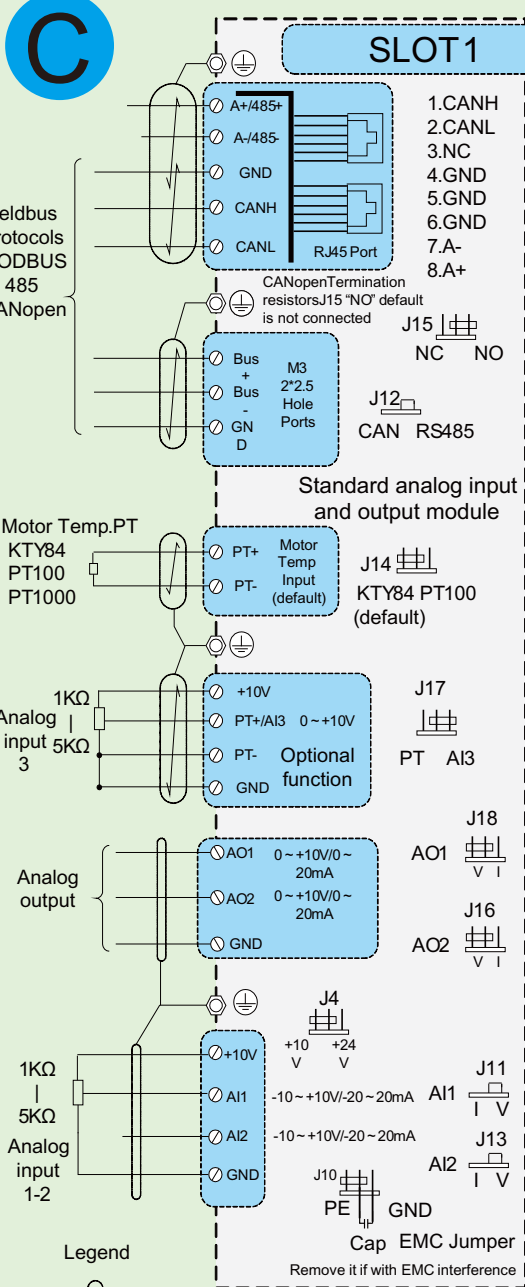 C
SLOT1
A+/485+
A-/485-
GND
CANH
CANL
RJ45 Port
1.CANH
2.CANL
3.NC
4.GND
5.GND
6.GND
7.A-
8.A+
eldbus
otocols
ODBUS
485
ANopen
CANopenTermination
resistorsJ15 “NO” default
is not connected
J15
NC NO
Bus
+
Bus
-
GN
D
M3
2*2.5
Hole
Ports
J12
CAN RS485
Standard analog input
and output module
Motor Temp.PT
KTY84
PT100
PT1000
PT+
PT-
Motor
Temp
Input
(default)
J14
KTY84 PT100
(default)
1KΩ
|
5KΩ
Analog
input
3
+10V
PT+/AI3 0~+10V
PT-
GND
Optional
function
J17
PT AI3
Analog
output
AO1 0~+10V/0~
20mA
AO2 0~+10V/0~
20mA
GND
J18
AO1
V I
J16
AO2
V I
J4
+10
V
+24
V
1KΩ
|
5KΩ
Analog
input
1-2
+10V
AI1 -10~+10V/-20~20mA
AI2 -10~+10V/-20~20mA
GND
J11
AI1
I V
J13
AI2
I V
J10
PE GND
Cap EMC Jumper
Remove it if with EMC interference
Legend